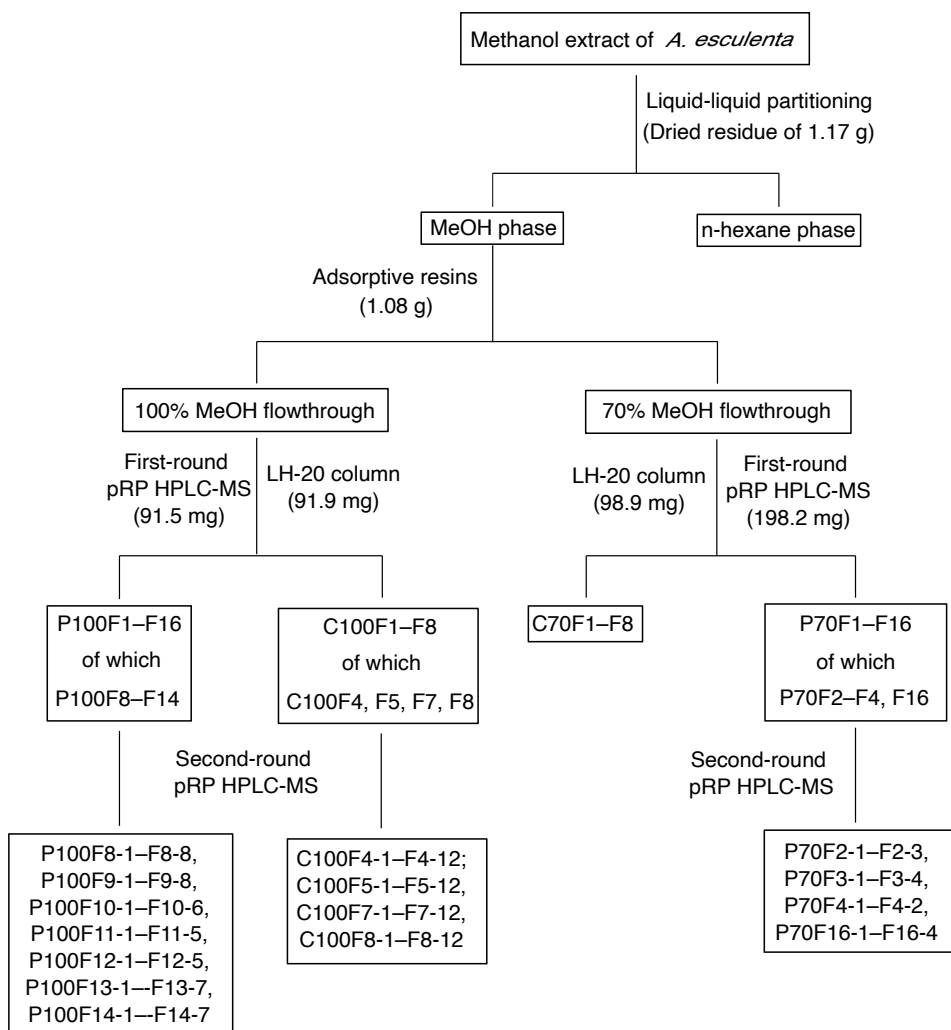 Methanol extract of A. esculenta
Liquid-liquid partitioning
(Dried residue of 1.17 g)
MeOH phase
n-hexane phase
Adsorptive resins
(1.08 g)
100% MeOH flowthrough
70% MeOH flowthrough
First-round
pRP HPLC-MS
(91.5 mg)
LH-20 column
(91.9 mg)
LH-20 column
(98.9 mg)
First-round
pRP HPLC-MS
(198.2 mg)
P100F1–F16
of which
P100F8–F14
C100F1–F8
of which
C100F4, F5, F7, F8
C70F1–F8
P70F1–F16
of which
P70F2–F4, F16
Second-round
pRP HPLC-MS
Second-round
pRP HPLC-MS
P100F8-1–F8-8,
P100F9-1–F9-8,
P100F10-1–F10-6,
P100F11-1–F11-5,
P100F12-1–F12-5,
P100F13-1–-F13-7,
P100F14-1–-F14-7
C100F4-1–F4-12;
C100F5-1–F5-12,
C100F7-1–F7-12,
C100F8-1–F8-12
P70F2-1–F2-3,
P70F3-1–F3-4,
P70F4-1–F4-2,
P70F16-1–F16-4